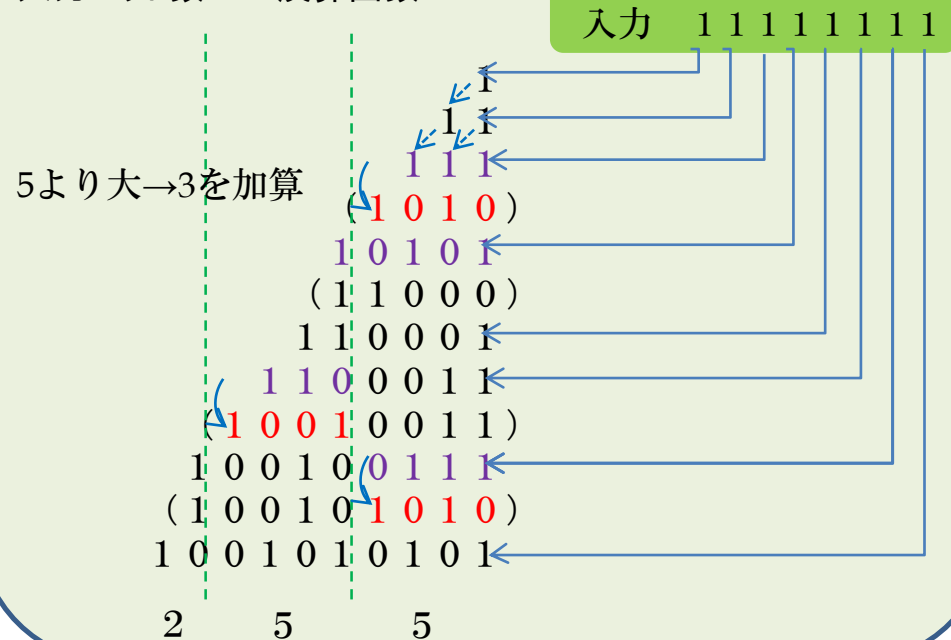 入力 1 1 1 1 1 1 1 1
1
1 1
1 1 1
5より大→3を加算
(1 0 1 0)
1 0 1 0 1
(1 1 0 0 0)
1 1 0 0 0 1
1 1 0 0 0 1 1
(1 0 0 1 0 0 1 1)
1 0 0 1 0 0 1 1 1
(1 0 0 1 0 1 0 1 0)
1 0 0 1 0 1 0 1 0 1
2 5 5